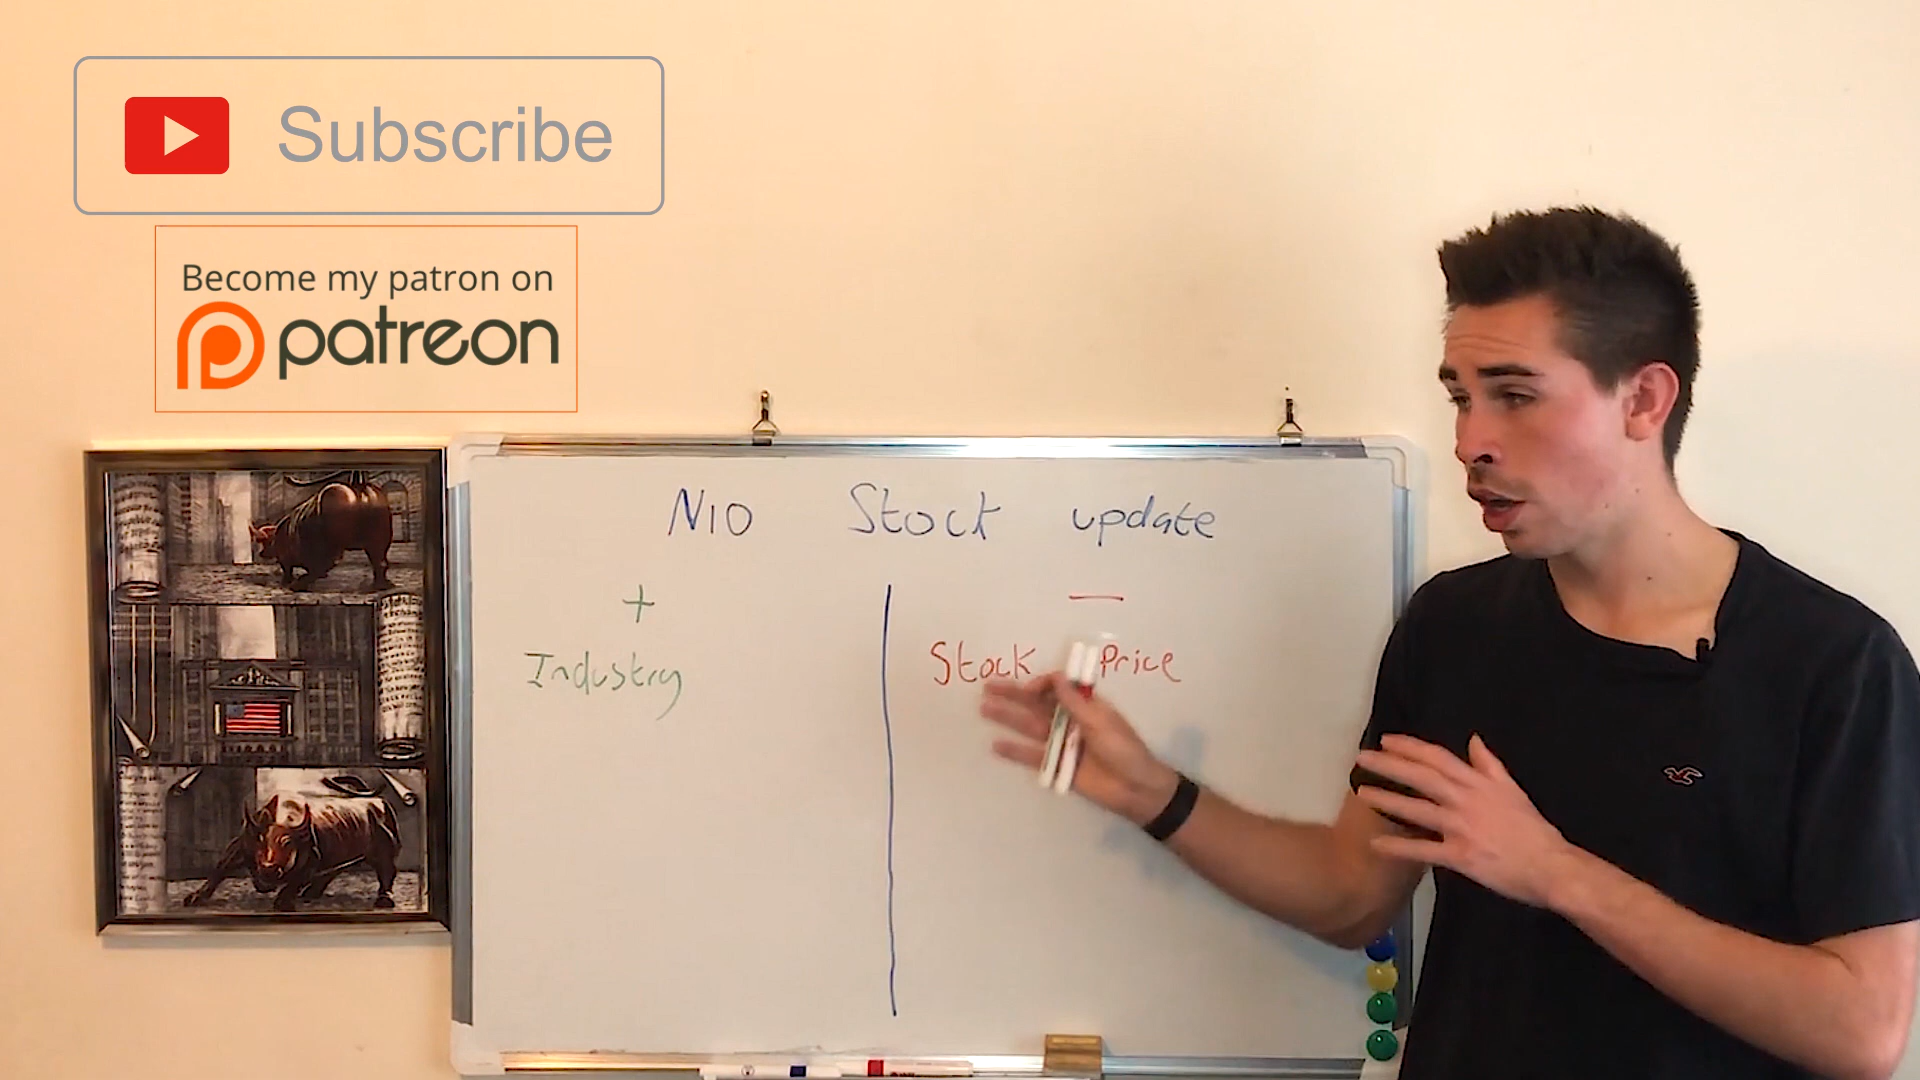 Subscribe
Become my patron on
patreon
NIO Stock update
+ —
Industry Stock Price